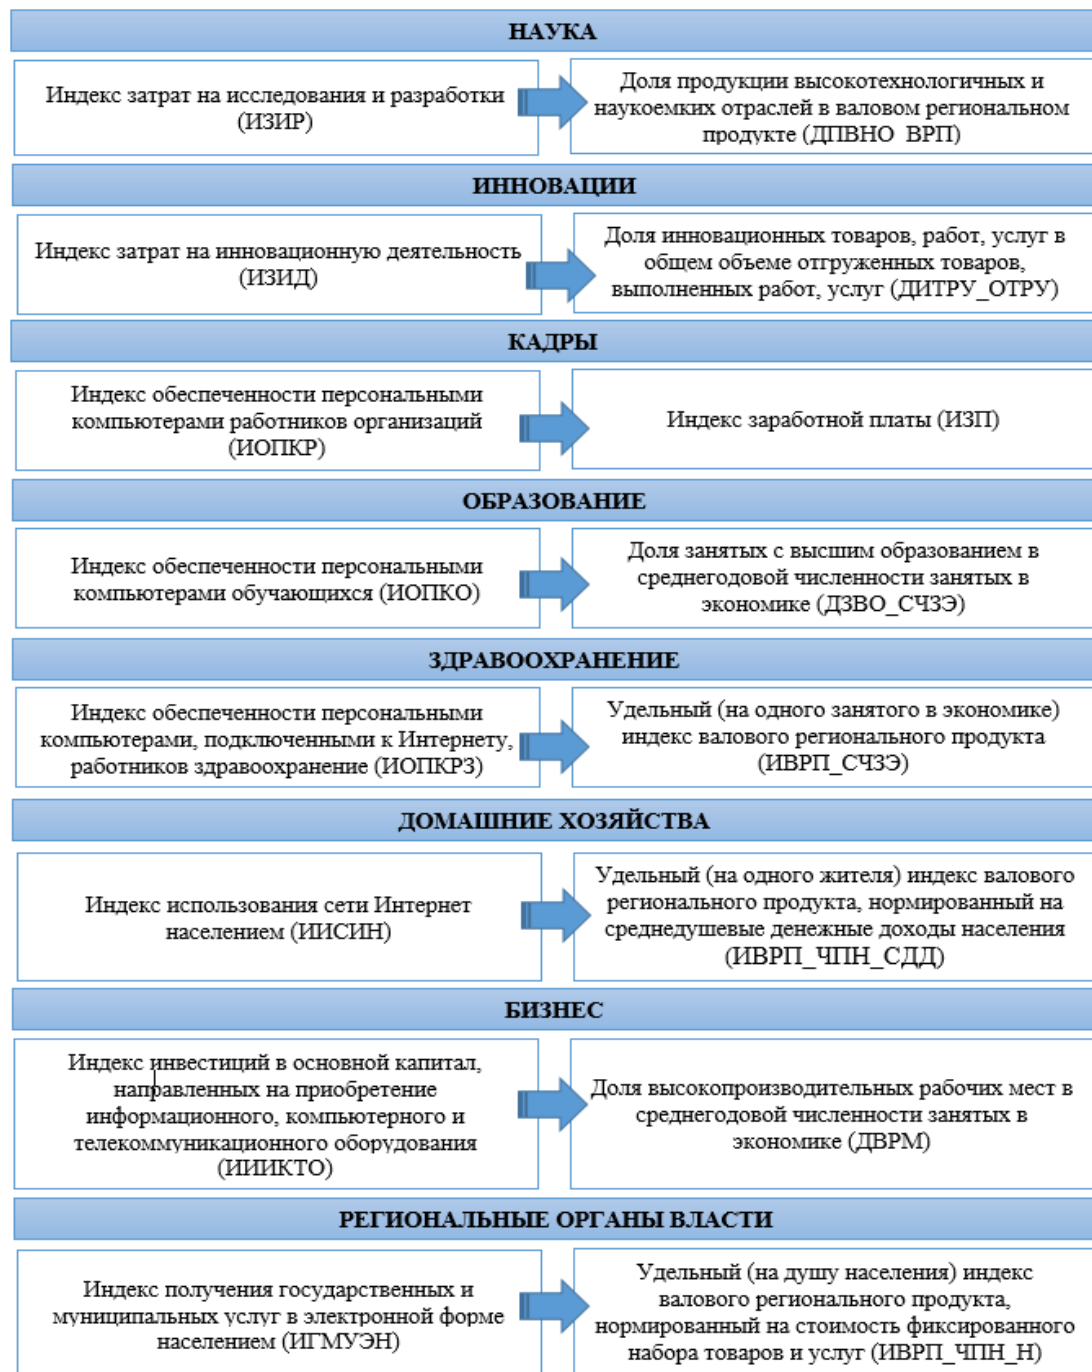 НАУКА
Индекс затрат на исследования и разработки
(ИЗИР)
Доля продукции высокотехнологичных и
наукоемких отраслей в валовом региональном
продукте (ДПВНО_ВРП)
ИННОВАЦИИ
Индекс затрат на инновационную деятельность
(ИЗИД)
Доля инновационных товаров, работ, услуг в
общем объеме отгруженных товаров,
выполненных работ, услуг (ДИТРУ_ОТРУ)
КАДРЫ
Индекс обеспеченности персональными
компьютерами работников организаций
(ИОПКР)
Индекс заработной платы (ИЗП)
ОБРАЗОВАНИЕ
Индекс обеспеченности персональными
компьютерами обучающихся (ИОПКО)
Доля занятых с высшим образованием в
среднегодовой численности занятых в
экономике (ДЗВО_СЧЗЭ)
ЗДРАВООХРАНЕНИЕ
Индекс обеспеченности персональными
компьютерами, подключенными к Интернету,
работников здравоохранение (ИОПКРЗ)
Удельный (на одного занятого в экономике)
индекс валового регионального продукта
(ИВРП_СЧЗЭ)
ДОМАШНИЕ ХОЗЯЙСТВА
Индекс использования сети Интернет
населением (ИИСИН)
Удельный (на одного жителя) индекс валового
регионального продукта, нормированный на
среднедушевые денежные доходы населения
(ИВРП_ЧПН_СДД)
БИЗНЕС
Индекс инвестиций в основной капитал,
направленных на приобретение
информационного, компьютерного и
телекоммуникационного оборудования
(ИИИКТО)
Доля высокопроизводительных рабочих мест в
среднегодовой численности занятых в
экономике (ДВРМ)
РЕГИОНАЛЬНЫЕ ОРГАНЫ ВЛАСТИ
Индекс получения государственных и
муниципальных услуг в электронной форме
населением (ИГМУЭН)
Удельный (на душу населения) индекс
валового регионального продукта,
нормированный на стоимость фиксированного
набора товаров и услуг (ИВРП_ЧПН_Н)